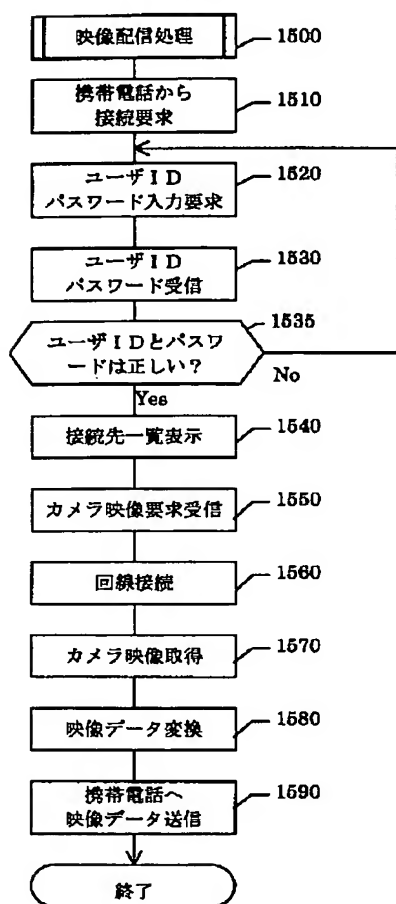 映像配信処理
1500
携帯電話から
接続要求
1510
ユーザID
パスワード入力要求
1520
ユーザID
パスワード受信
1530
ユーザIDとパスワ
ードは正しい?
1535
No
Yes
接続先一覧表示
1540
カメラ映像要求受信
1550
回線接続
1560
カメラ映像取得
1570
映像データ変換
1580
携帯電話へ
映像データ送信
1590
終了